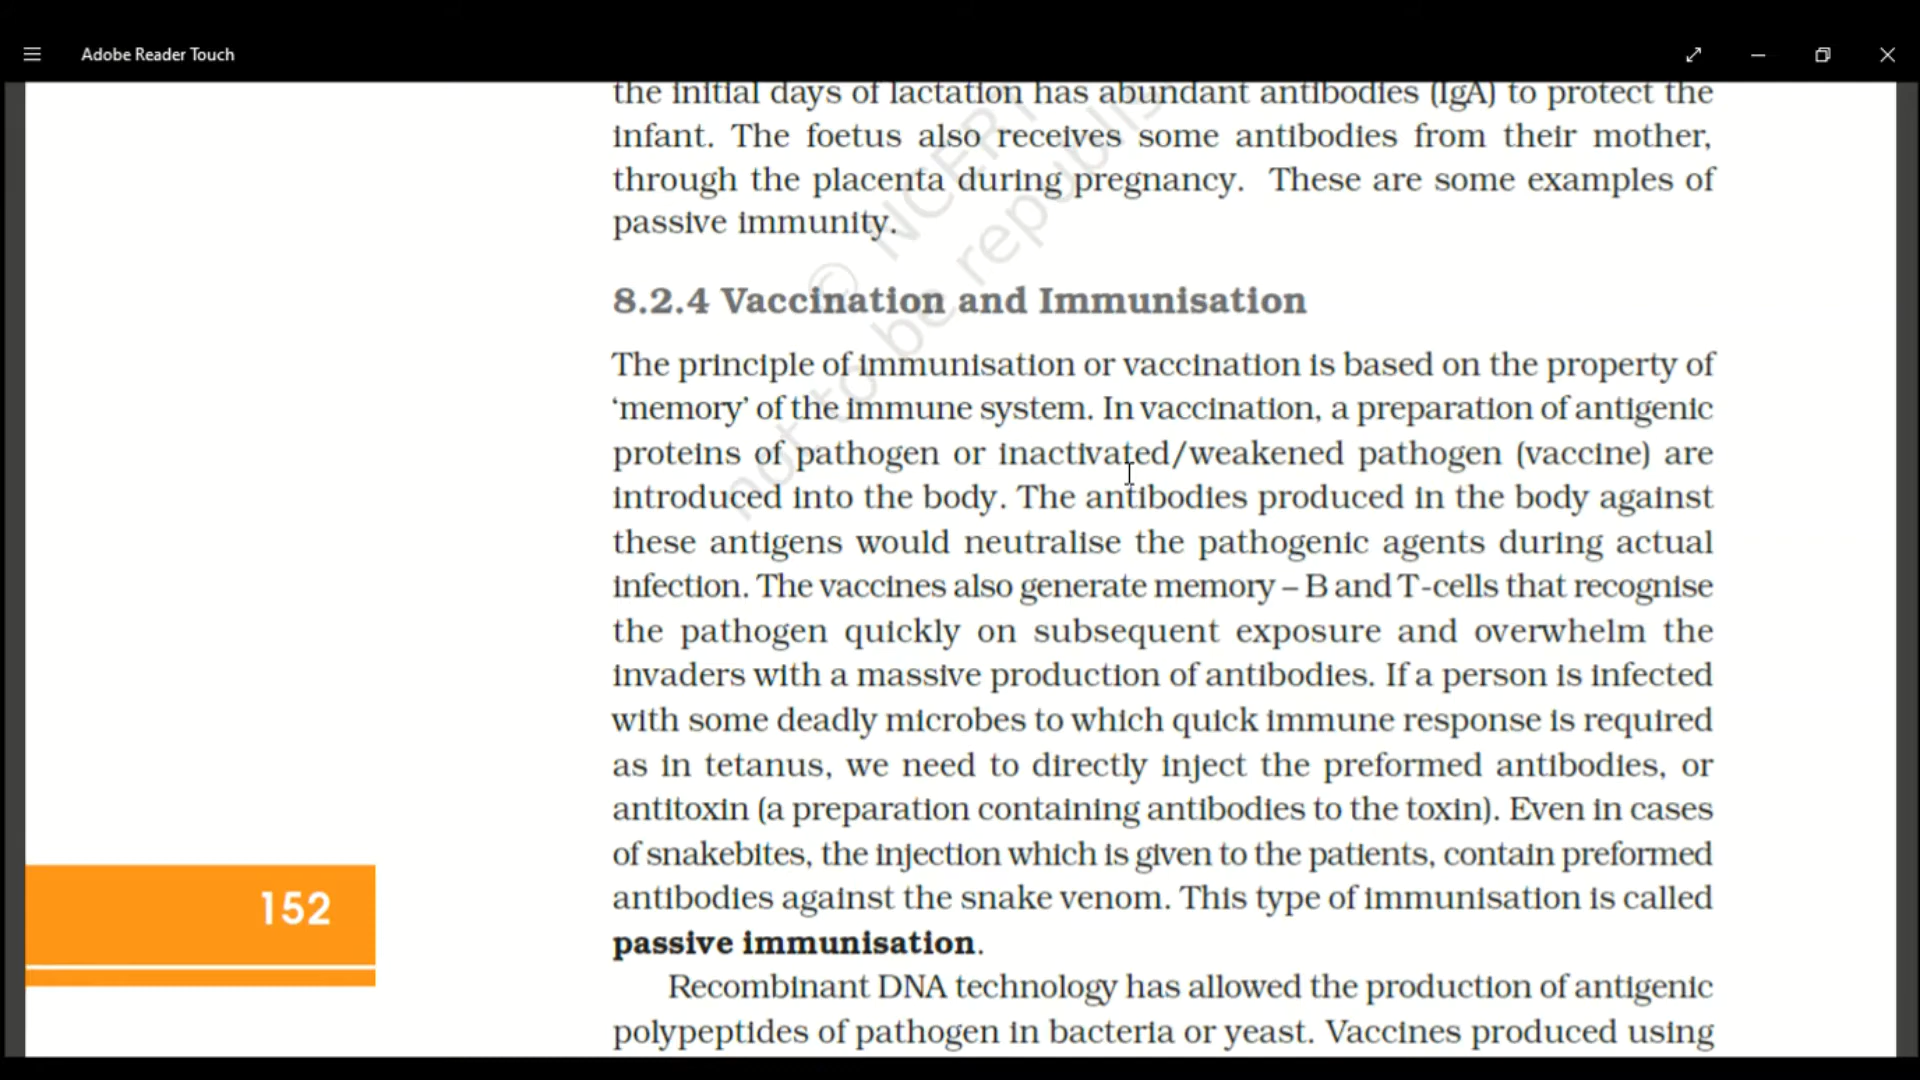 Adobe Reader Touch
the initial days of lactation has abundant antibodies (IgA) to protect the
infant. The foetus also receives some antibodies from their mother,
through the placenta during pregnancy. These are some examples of
passive immunity.
© NCERT
not to be republis
8.2.4 Vaccination and Immunisation
The principle of immunisation or vaccination is based on the property of
‘memory’ of the immune system. In vaccination, a preparation of antigenic
proteins of pathogen or inactivated/weakened pathogen (vaccine) are
introduced into the body. The antibodies produced in the body against
these antigens would neutralise the pathogenic agents during actual
infection. The vaccines also generate memory – B and T-cells that recognise
the pathogen quickly on subsequent exposure and overwhelm the
invaders with a massive production of antibodies. If a person is infected
with some deadly microbes to which quick immune response is required
as in tetanus, we need to directly inject the preformed antibodies, or
antitoxin (a preparation containing antibodies to the toxin). Even in cases
of snakebites, the injection which is given to the patients, contain preformed
antibodies against the snake venom. This type of immunisation is called
passive immunisation.
152
Recombinant DNA technology has allowed the production of antigenic
polypeptides of pathogen in bacteria or yeast. Vaccines produced using